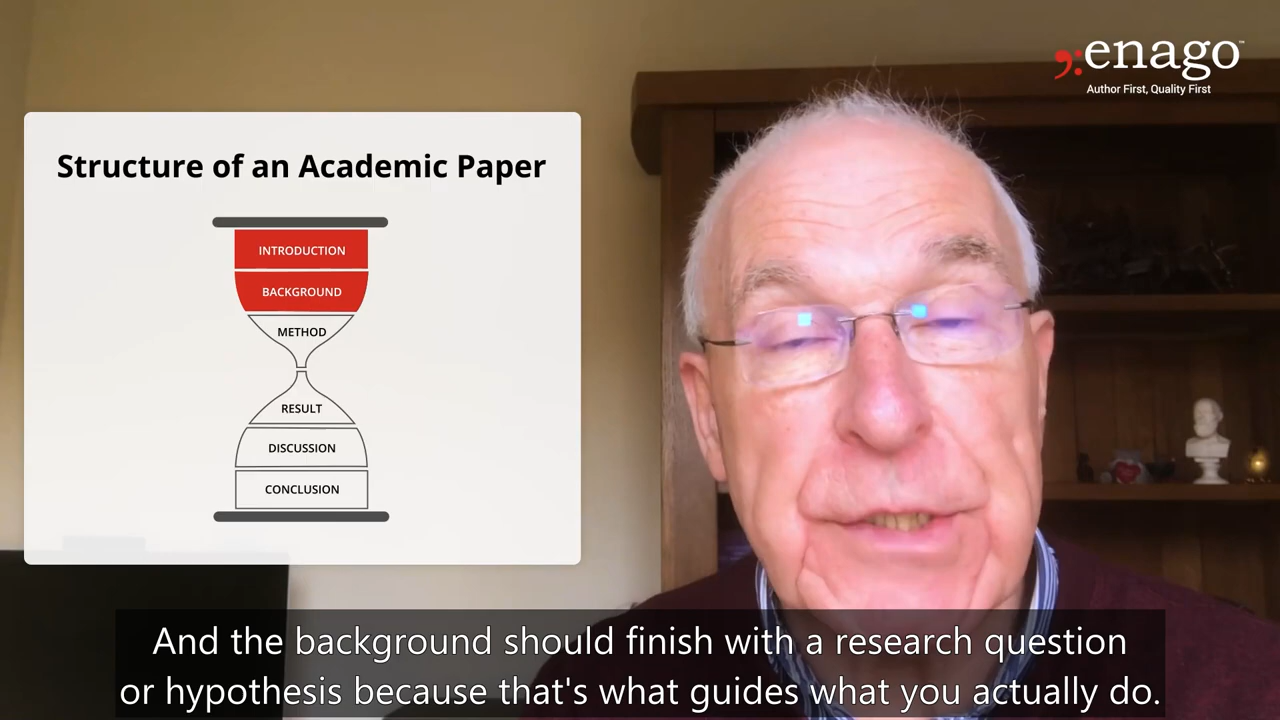 enago™
Author First, Quality First
Structure of an Academic Paper
INTRODUCTION
BACKGROUND
METHOD
RESULT
DISCUSSION
CONCLUSION
And the background should finish with a research question
or hypothesis because that's what guides what you actually do.